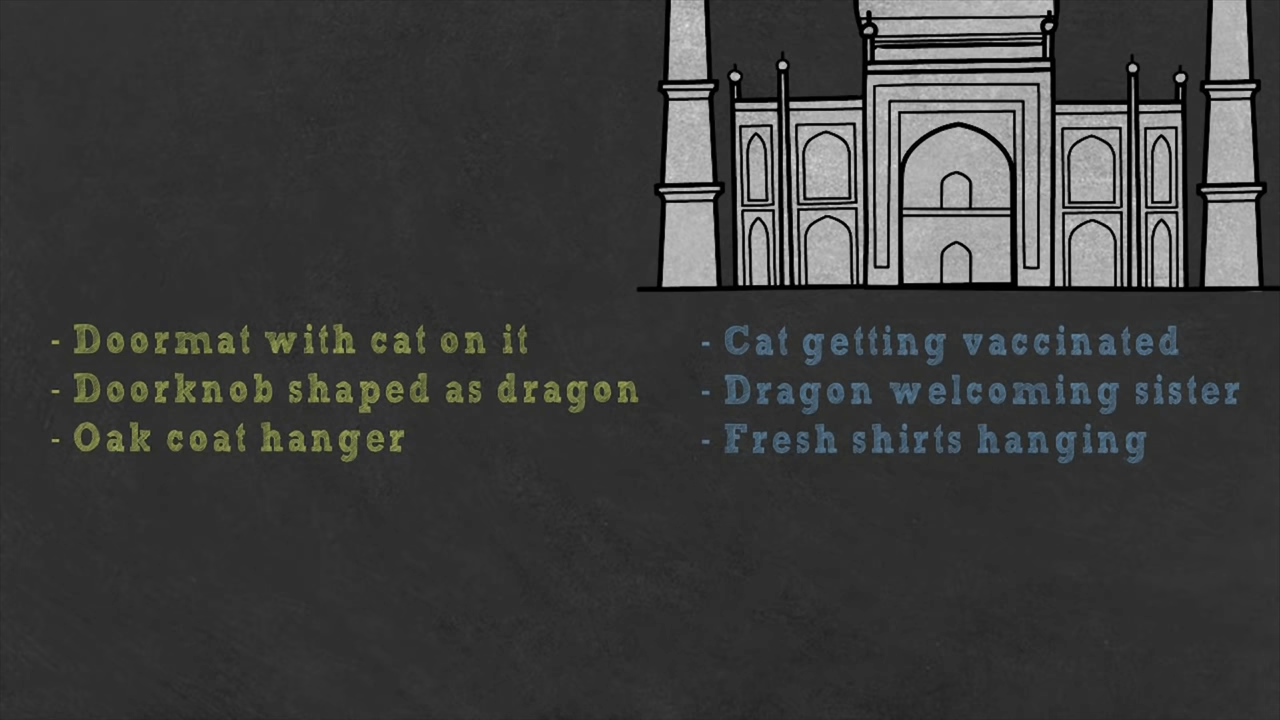 - Doormat with cat on it
- Doorknob shaped as dragon
- Oak coat hanger
- Cat getting vaccinated
- Dragon welcoming sister
- Fresh shirts hanging